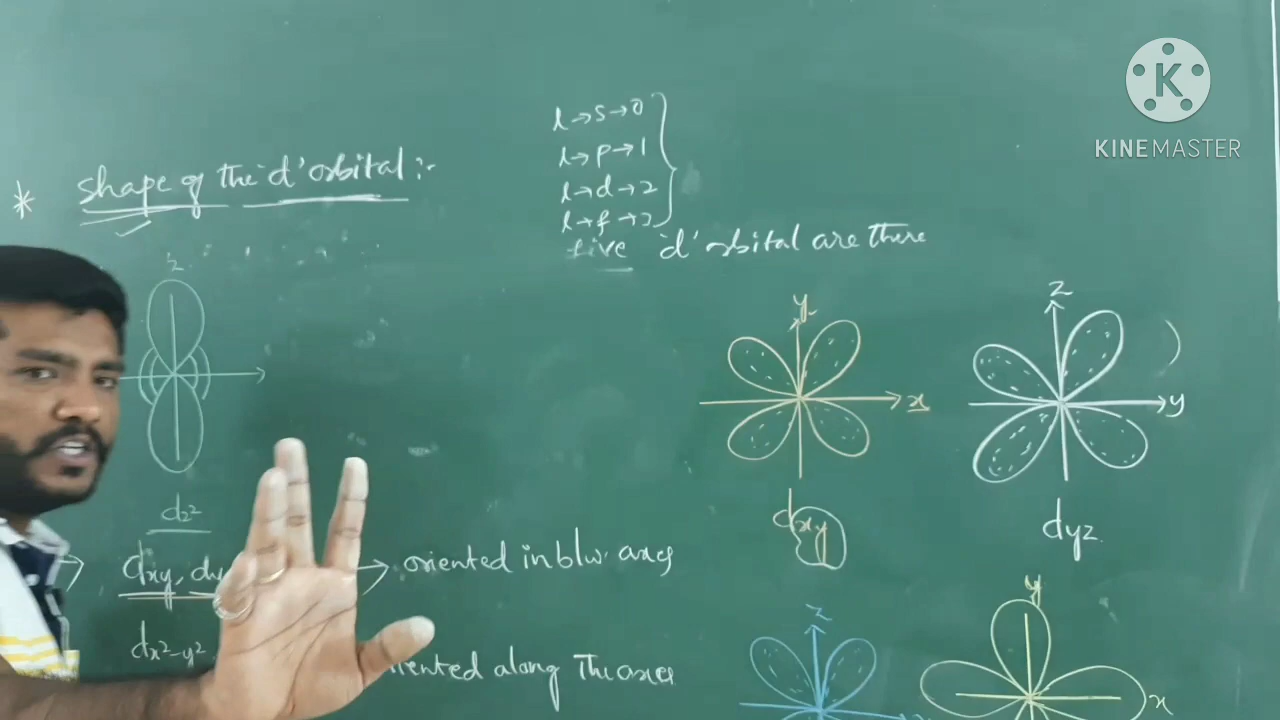 * Shape of the 'd' orbital :-
l → s → 0
l → p → 1
l → d → 2
l → f → 3
five 'd' orbital are there
z
dz²
y
x
dxy
z
y
dyz
→ dxy, dy → oriented in b/w axes
dx²-y² oriented along The axes
z
y
x
KINEMASTER